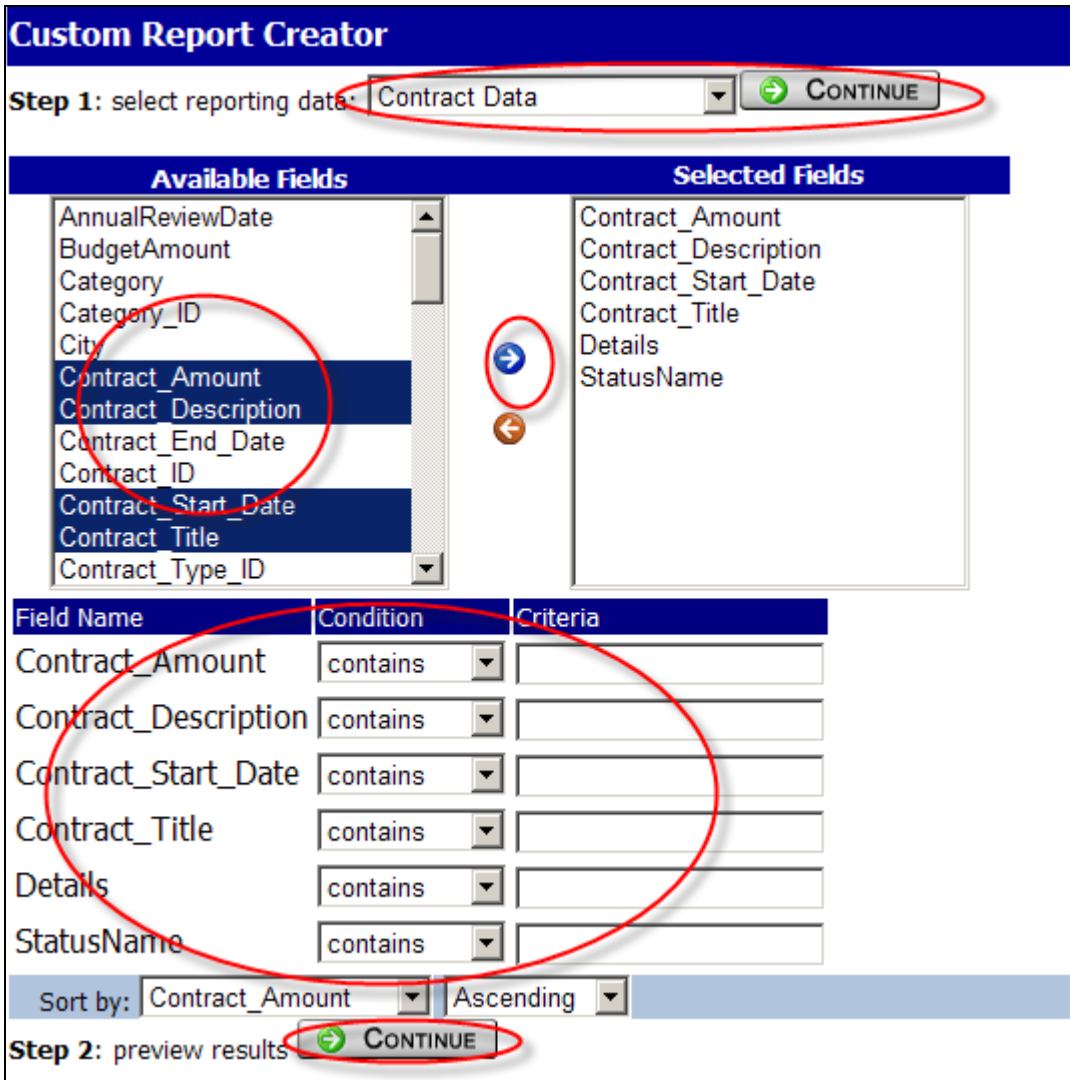 Custom Report Creator
Step 1: select reporting data: Contract Data CONTINUE
Available Fields Selected Fields
AnnualReviewDate
BudgetAmount
Category
Category_ID
City
Contract_Amount
Contract_Description
Contract_End_Date
Contract_ID
Contract_Start_Date
Contract_Title
Contract_Type_ID
Contract_Amount
Contract_Description
Contract_Start_Date
Contract_Title
Details
StatusName
Field Name Condition Criteria
Contract_Amount contains
Contract_Description contains
Contract_Start_Date contains
Contract_Title contains
Details contains
StatusName contains
Sort by: Contract_Amount Ascending
Step 2: preview results CONTINUE